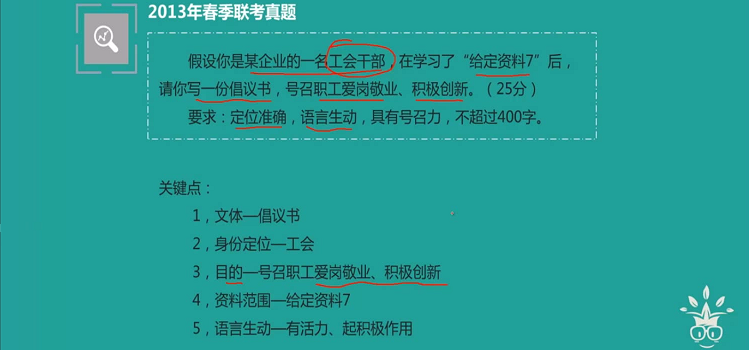 2013年春季联考真题
假设你是某企业的一名工会干部，在学习了“给定资料7”后，
请你写一份倡议书，号召职工爱岗敬业、积极创新。（25分）
要求：定位准确，语言生动，具有号召力，不超过400字。
关键点：
1，文体—倡议书
2，身份定位—工会
3，目的—号召职工爱岗敬业、积极创新
4，资料范围—给定资料7
5，语言生动—有活力、起积极作用